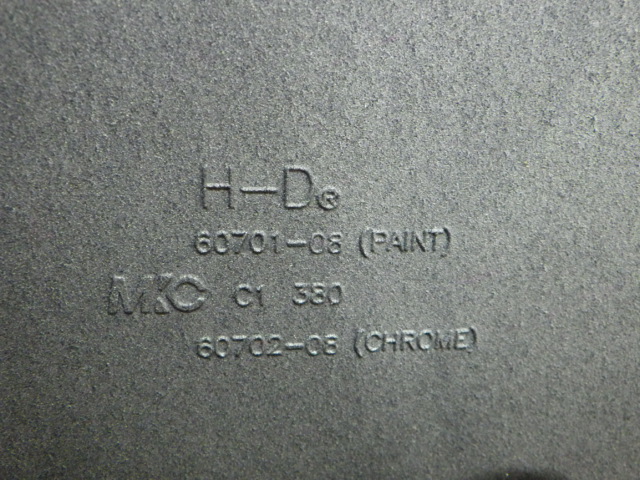 H-D®
60701-08 (PAINT)
MKC C1 380
60702-08 (CHROME)